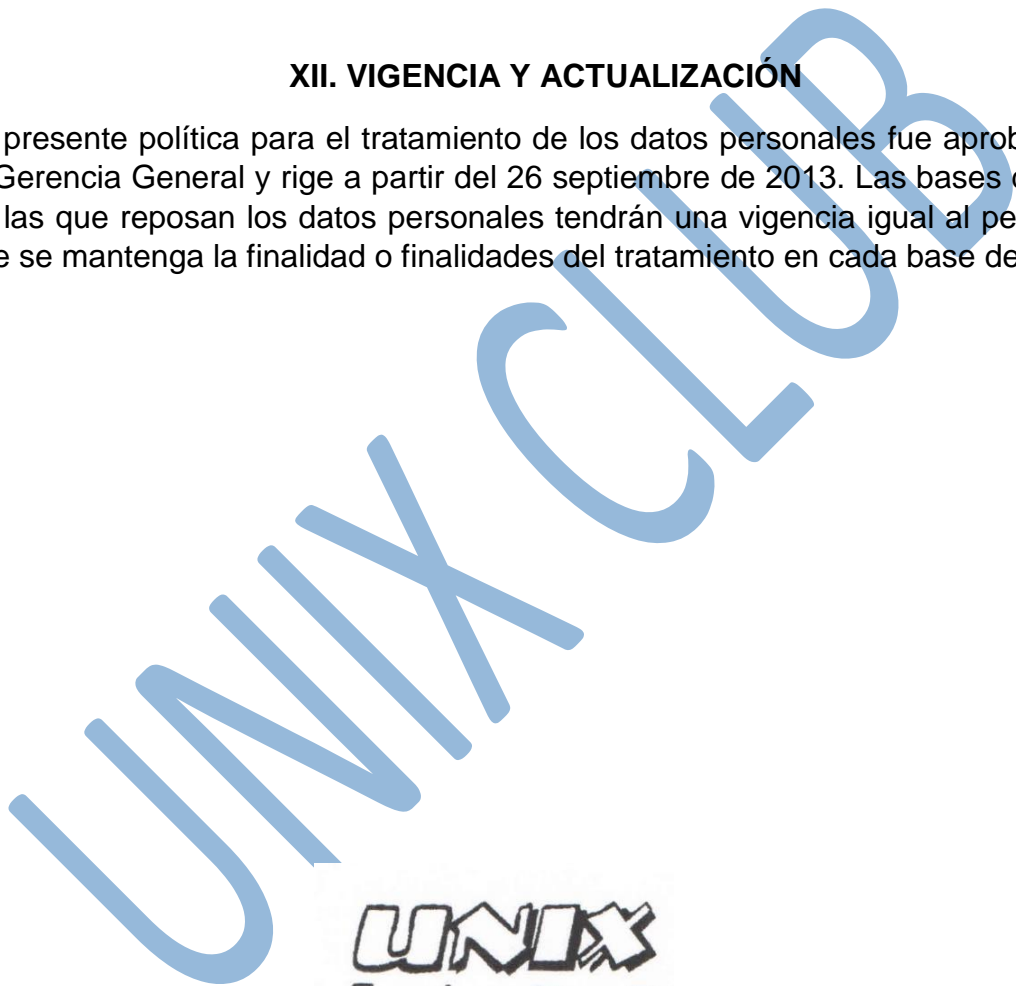 XII. VIGENCIA Y ACTUALIZACIÓN
presente política para el tratamiento de los datos personales fue aprob
Gerencia General y rige a partir del 26 septiembre de 2013. Las bases
las que reposan los datos personales tendrán una vigencia igual al pe
e se mantenga la finalidad o finalidades del tratamiento en cada base de
UNIX CLUB
UNIX